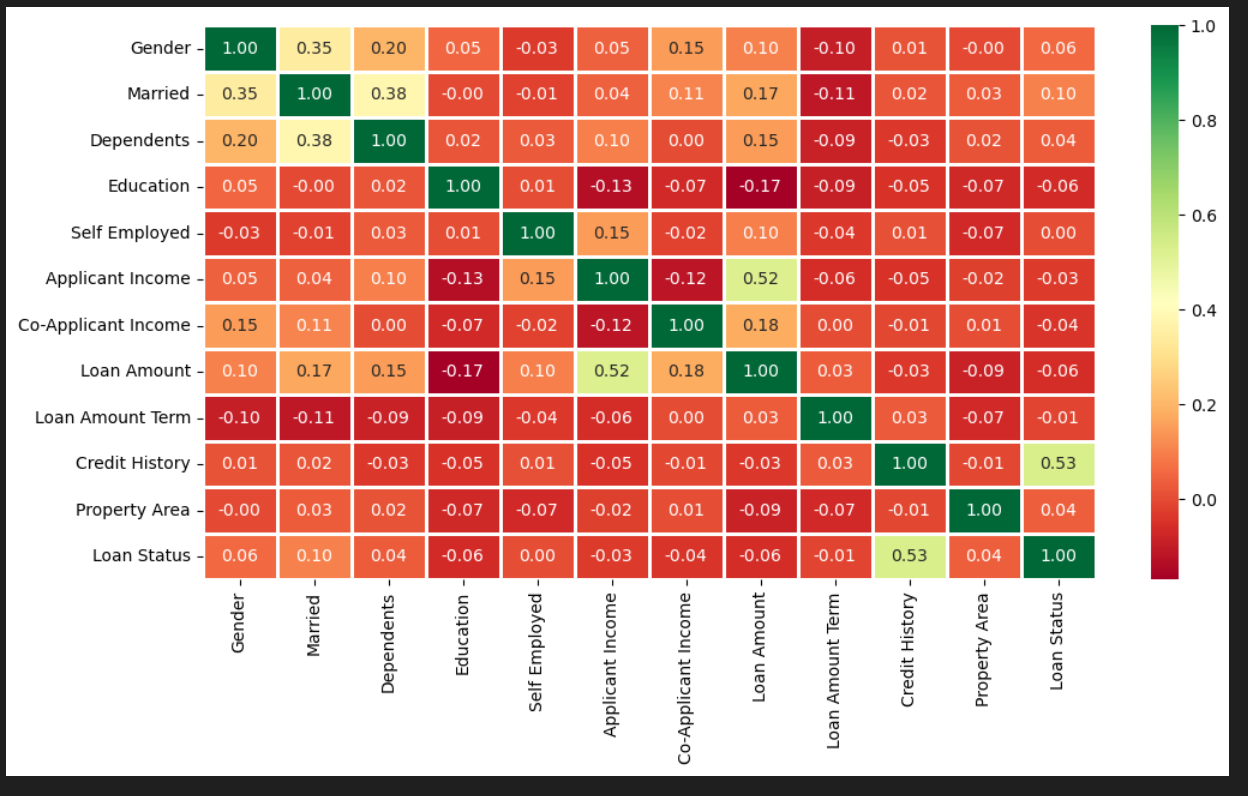 Gender 1.00 0.35 0.20 0.05 -0.03 0.05 0.15 0.10 -0.10 0.01 -0.00 0.06
Married 0.35 1.00 0.38 -0.00 -0.01 0.04 0.11 0.17 -0.11 0.02 0.03 0.10
Dependents 0.20 0.38 1.00 0.02 0.03 0.10 0.00 0.15 -0.09 -0.03 0.02 0.04
Education 0.05 -0.00 0.02 1.00 0.01 -0.13 -0.07 -0.17 -0.09 -0.05 -0.07 -0.06
Self Employed -0.03 -0.01 0.03 0.01 1.00 0.15 -0.02 0.10 -0.04 0.01 -0.07 0.00
Applicant Income 0.05 0.04 0.10 -0.13 0.15 1.00 -0.12 0.52 -0.06 -0.05 -0.02 -0.03
Co-Applicant Income 0.15 0.11 0.00 -0.07 -0.02 -0.12 1.00 0.18 0.00 -0.01 0.01 -0.04
Loan Amount 0.10 0.17 0.15 -0.17 0.10 0.52 0.18 1.00 0.03 -0.03 -0.09 -0.06
Loan Amount Term -0.10 -0.11 -0.09 -0.09 -0.04 -0.06 0.00 0.03 1.00 0.03 -0.07 -0.01
Credit History 0.01 0.02 -0.03 -0.05 0.01 -0.05 -0.01 -0.03 0.03 1.00 -0.01 0.53
Property Area -0.00 0.03 0.02 -0.07 -0.07 -0.02 0.01 -0.09 -0.07 -0.01 1.00 0.04
Loan Status 0.06 0.10 0.04 -0.06 0.00 -0.03 -0.04 -0.06 -0.01 0.53 0.04 1.00
Gender
Married
Dependents
Education
Self Employed
Applicant Income
Co-Applicant Income
Loan Amount
Loan Amount Term
Credit History
Property Area
Loan Status
1.0
0.8
0.6
0.4
0.2
0.0